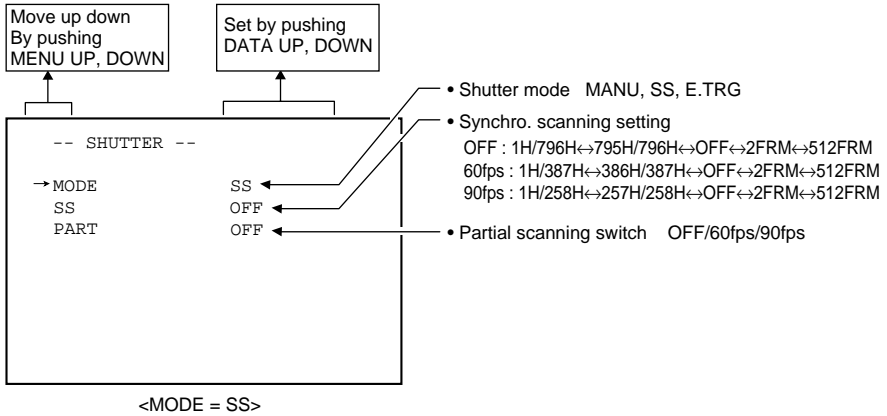 Move up down
By pushing
MENU UP, DOWN
Set by pushing
DATA UP, DOWN
• Shutter mode MANU, SS, E.TRG
• Synchro. scanning setting
OFF : 1H/796H↔795H/796H↔OFF↔2FRM↔512FRM
60fps : 1H/387H↔386H/387H↔OFF↔2FRM↔512FRM
90fps : 1H/258H↔257H/258H↔OFF↔2FRM↔512FRM
• Partial scanning switch OFF/60fps/90fps
-- SHUTTER --
→MODE SS
SS OFF
PART OFF
<MODE = SS>